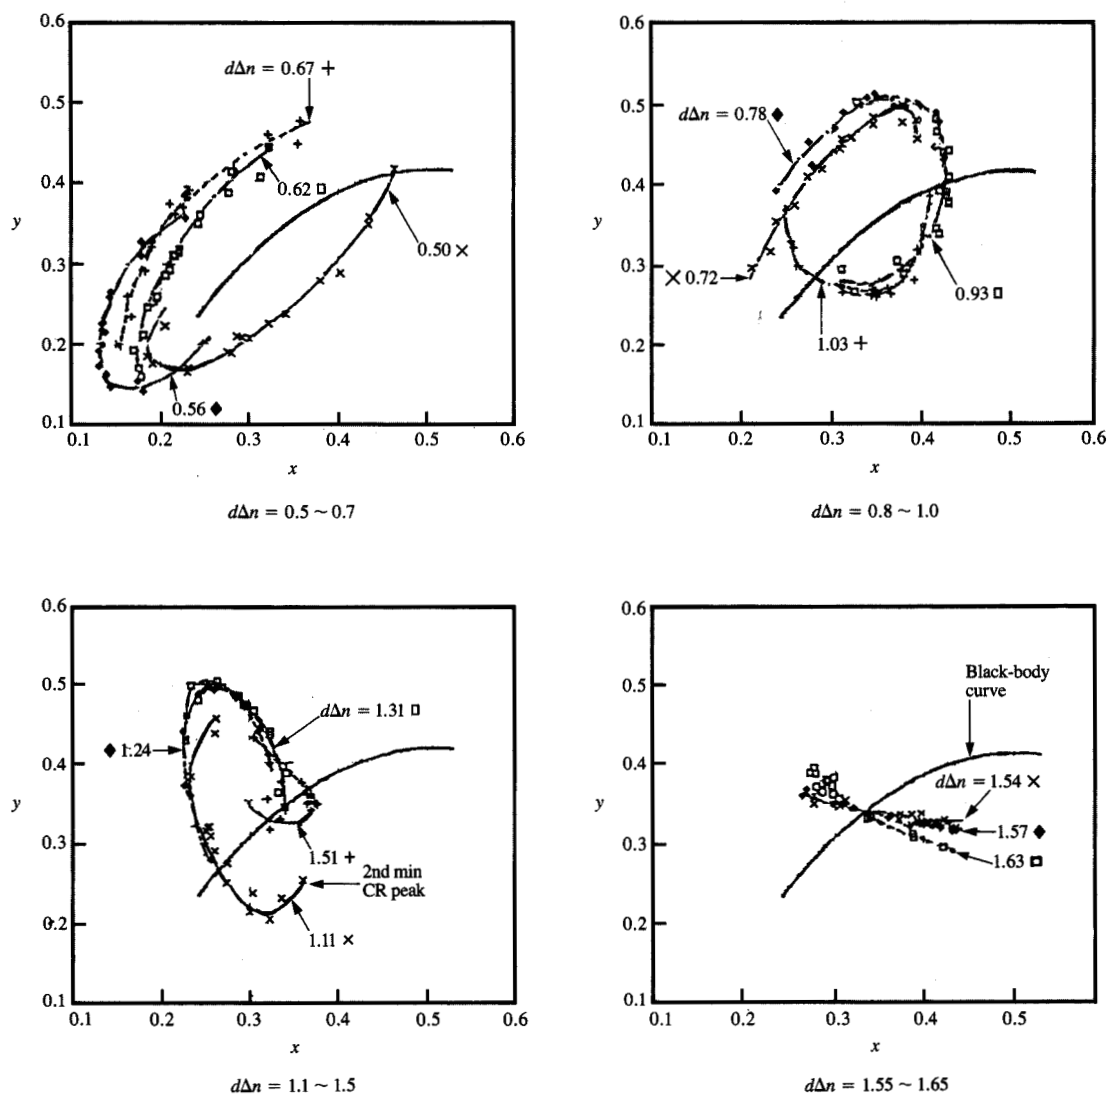 0.6
0.5
0.4
y
0.3
0.2
0.1
0.1
0.2
0.3
0.4
0.5
0.6
x
dΔn = 0.67 +
0.62 □
0.50 ×
0.56 ◆
dΔn = 0.5 ~ 0.7
0.6
0.5
0.4
y
0.3
0.2
0.1
0.1
0.2
0.3
0.4
0.5
0.6
x
dΔn = 0.78 ◆
× 0.72
0.93 □
1.03 +
dΔn = 0.8 ~ 1.0
0.6
0.5
0.4
y
0.3
0.2
0.1
0.1
0.2
0.3
0.4
0.5
0.6
x
dΔn = 1.31 □
◆ 1.24
1.51 +
2nd min
CR peak
1.11 ×
dΔn = 1.1 ~ 1.5
0.6
0.5
0.4
y
0.3
0.2
0.1
0.1
0.2
0.3
0.4
0.5
x
Black-body
curve
dΔn = 1.54 ×
1.57 ◆
1.63 □
dΔn = 1.55 ~ 1.65